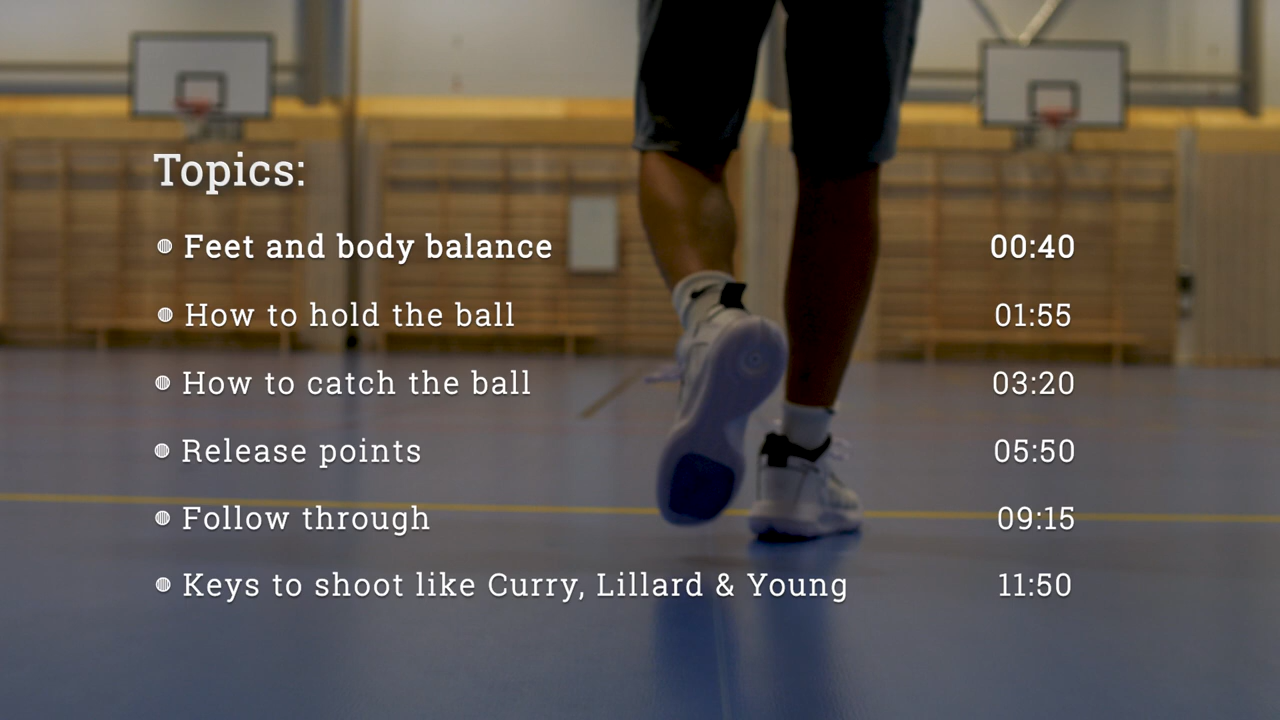 Topics:
Feet and body balance 00:40
How to hold the ball 01:55
How to catch the ball 03:20
Release points 05:50
Follow through 09:15
Keys to shoot like Curry, Lillard & Young 11:50